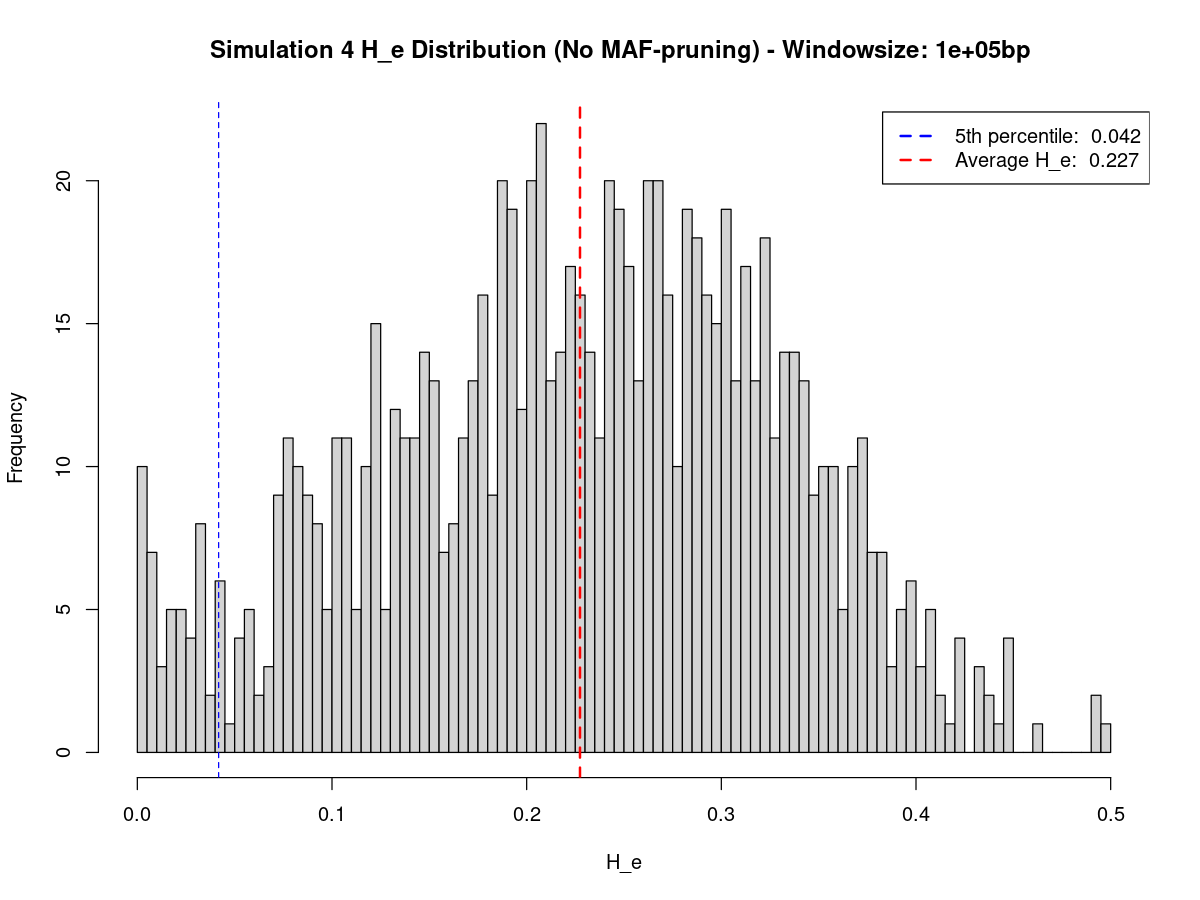 Simulation 4 H_e Distribution (No MAF-pruning) - Windowsize: 1e+05bp
5th percentile: 0.042
Average H_e: 0.227
Frequency
20
15
10
5
0
0.0 0.1 0.2 0.3 0.4 0.5
H_e